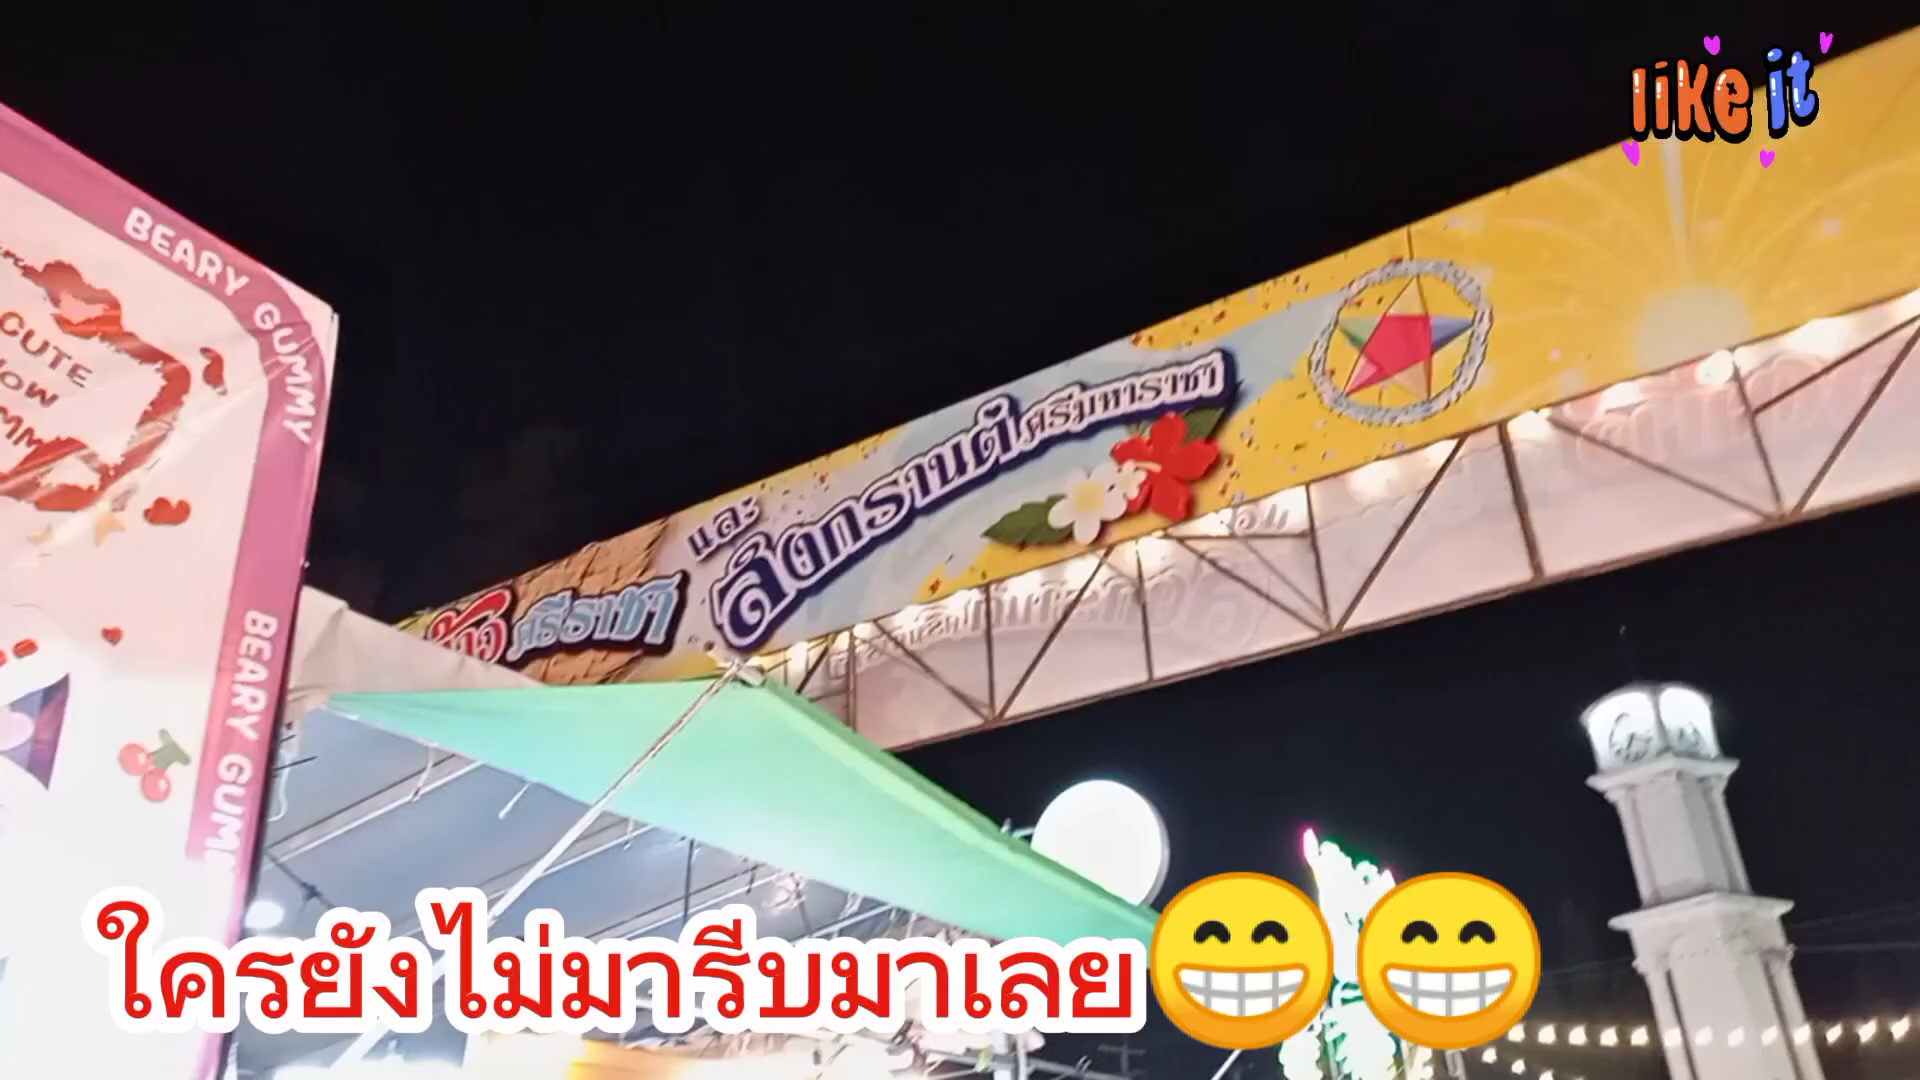 like it
BEARY GUMMY
CUTE
BEARY GUM
และ
สงกรานต์ศรีมหาราชา
ศรีราชา
ใครยังไม่มารีบมาเลย😁😁